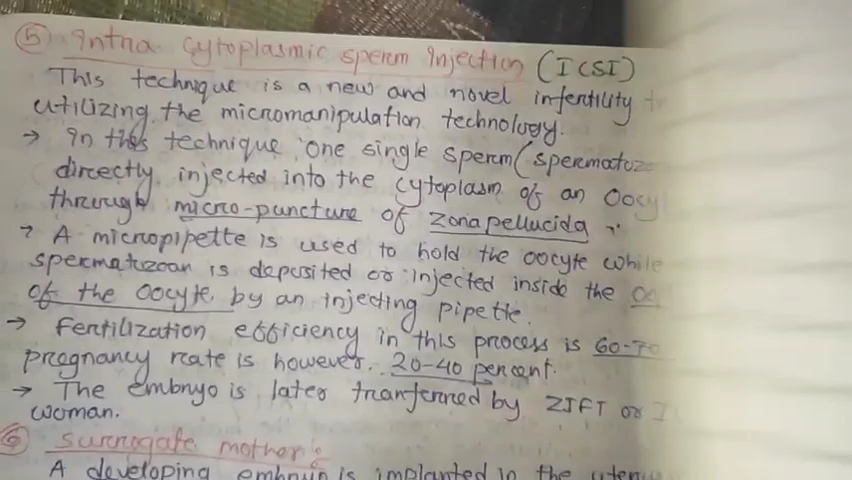 ⑤ Intra cytoplasmic sperm injection (ICSI)
This technique is a new and novel infertility
utilizing the micromanipulation technology.
→ In this technique one single sperm (spermatozo
directly injected into the cytoplasm of an oocy
through micro-puncture of zona pellucida
→ A micropipette is used to hold the oocyte while
spermatozoan is deposited or injected inside the
of the oocyte by an injecting pipette.
→ Fertilization efficiency in this process is 60-70
pregnancy rate is however. 20-40 percent.
→ The embryo is later tranferred by ZIFT or I
woman.
⑥ Surrogate mother:
A developing embryo is implanted in the uterus